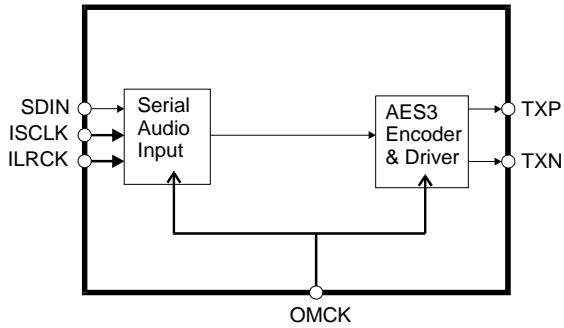 SDIN
ISCLK
ILRCK
Serial
Audio
Input
AES3
Encoder
& Driver
TXP
TXN
OMCK